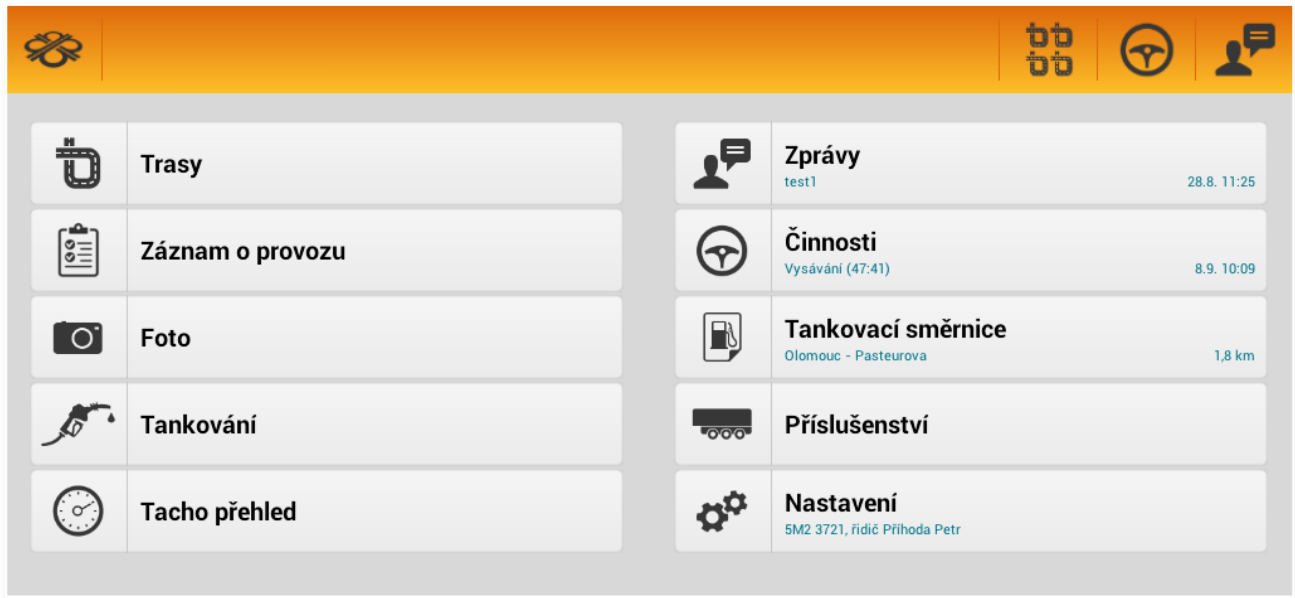 Trasy
Záznam o provozu
Foto
Tankování
Tacho přehled
Zprávy
test1 28.8. 11:25
Činnosti
Vysávání (47:41) 8.9. 10:09
Tankovací směrnice
Olomouc - Pasteurova 1,8 km
Příslušenství
Nastavení
5M2 3721, řidič Příhoda Petr